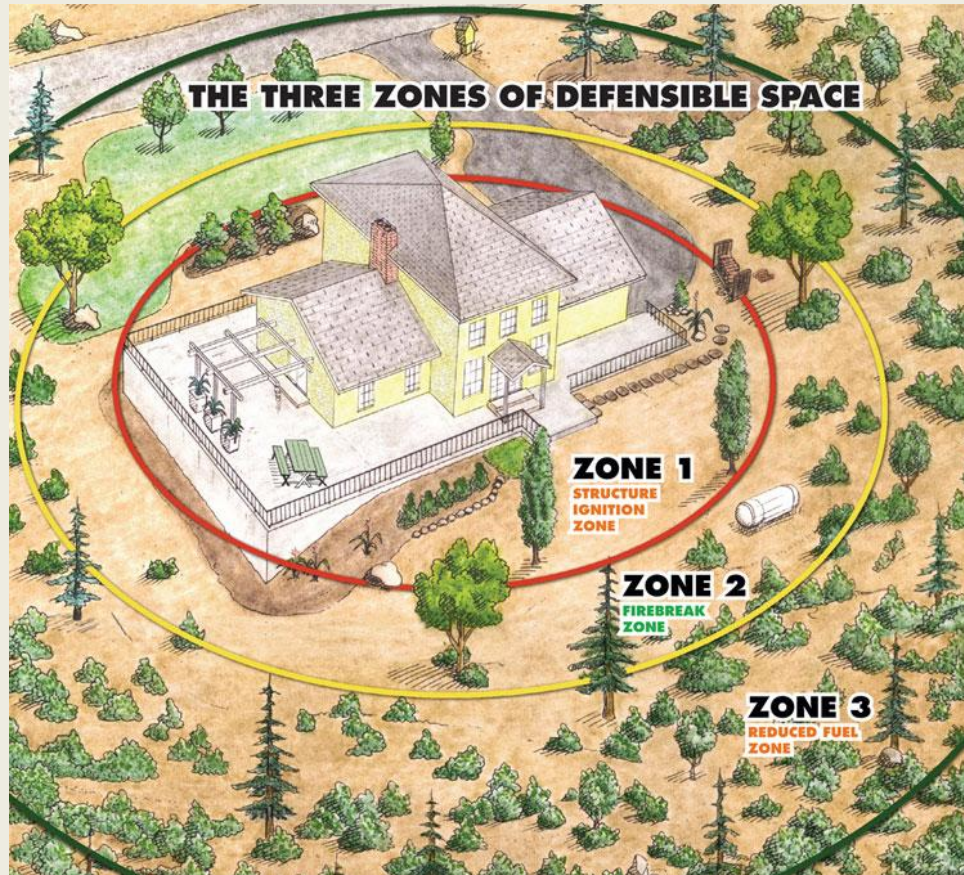 THE THREE ZONES OF DEFENSIBLE SPACE
ZONE 1
STRUCTURE
IGNITION
ZONE
ZONE 2
FIREBREAK
ZONE
ZONE 3
REDUCED FUEL
ZONE